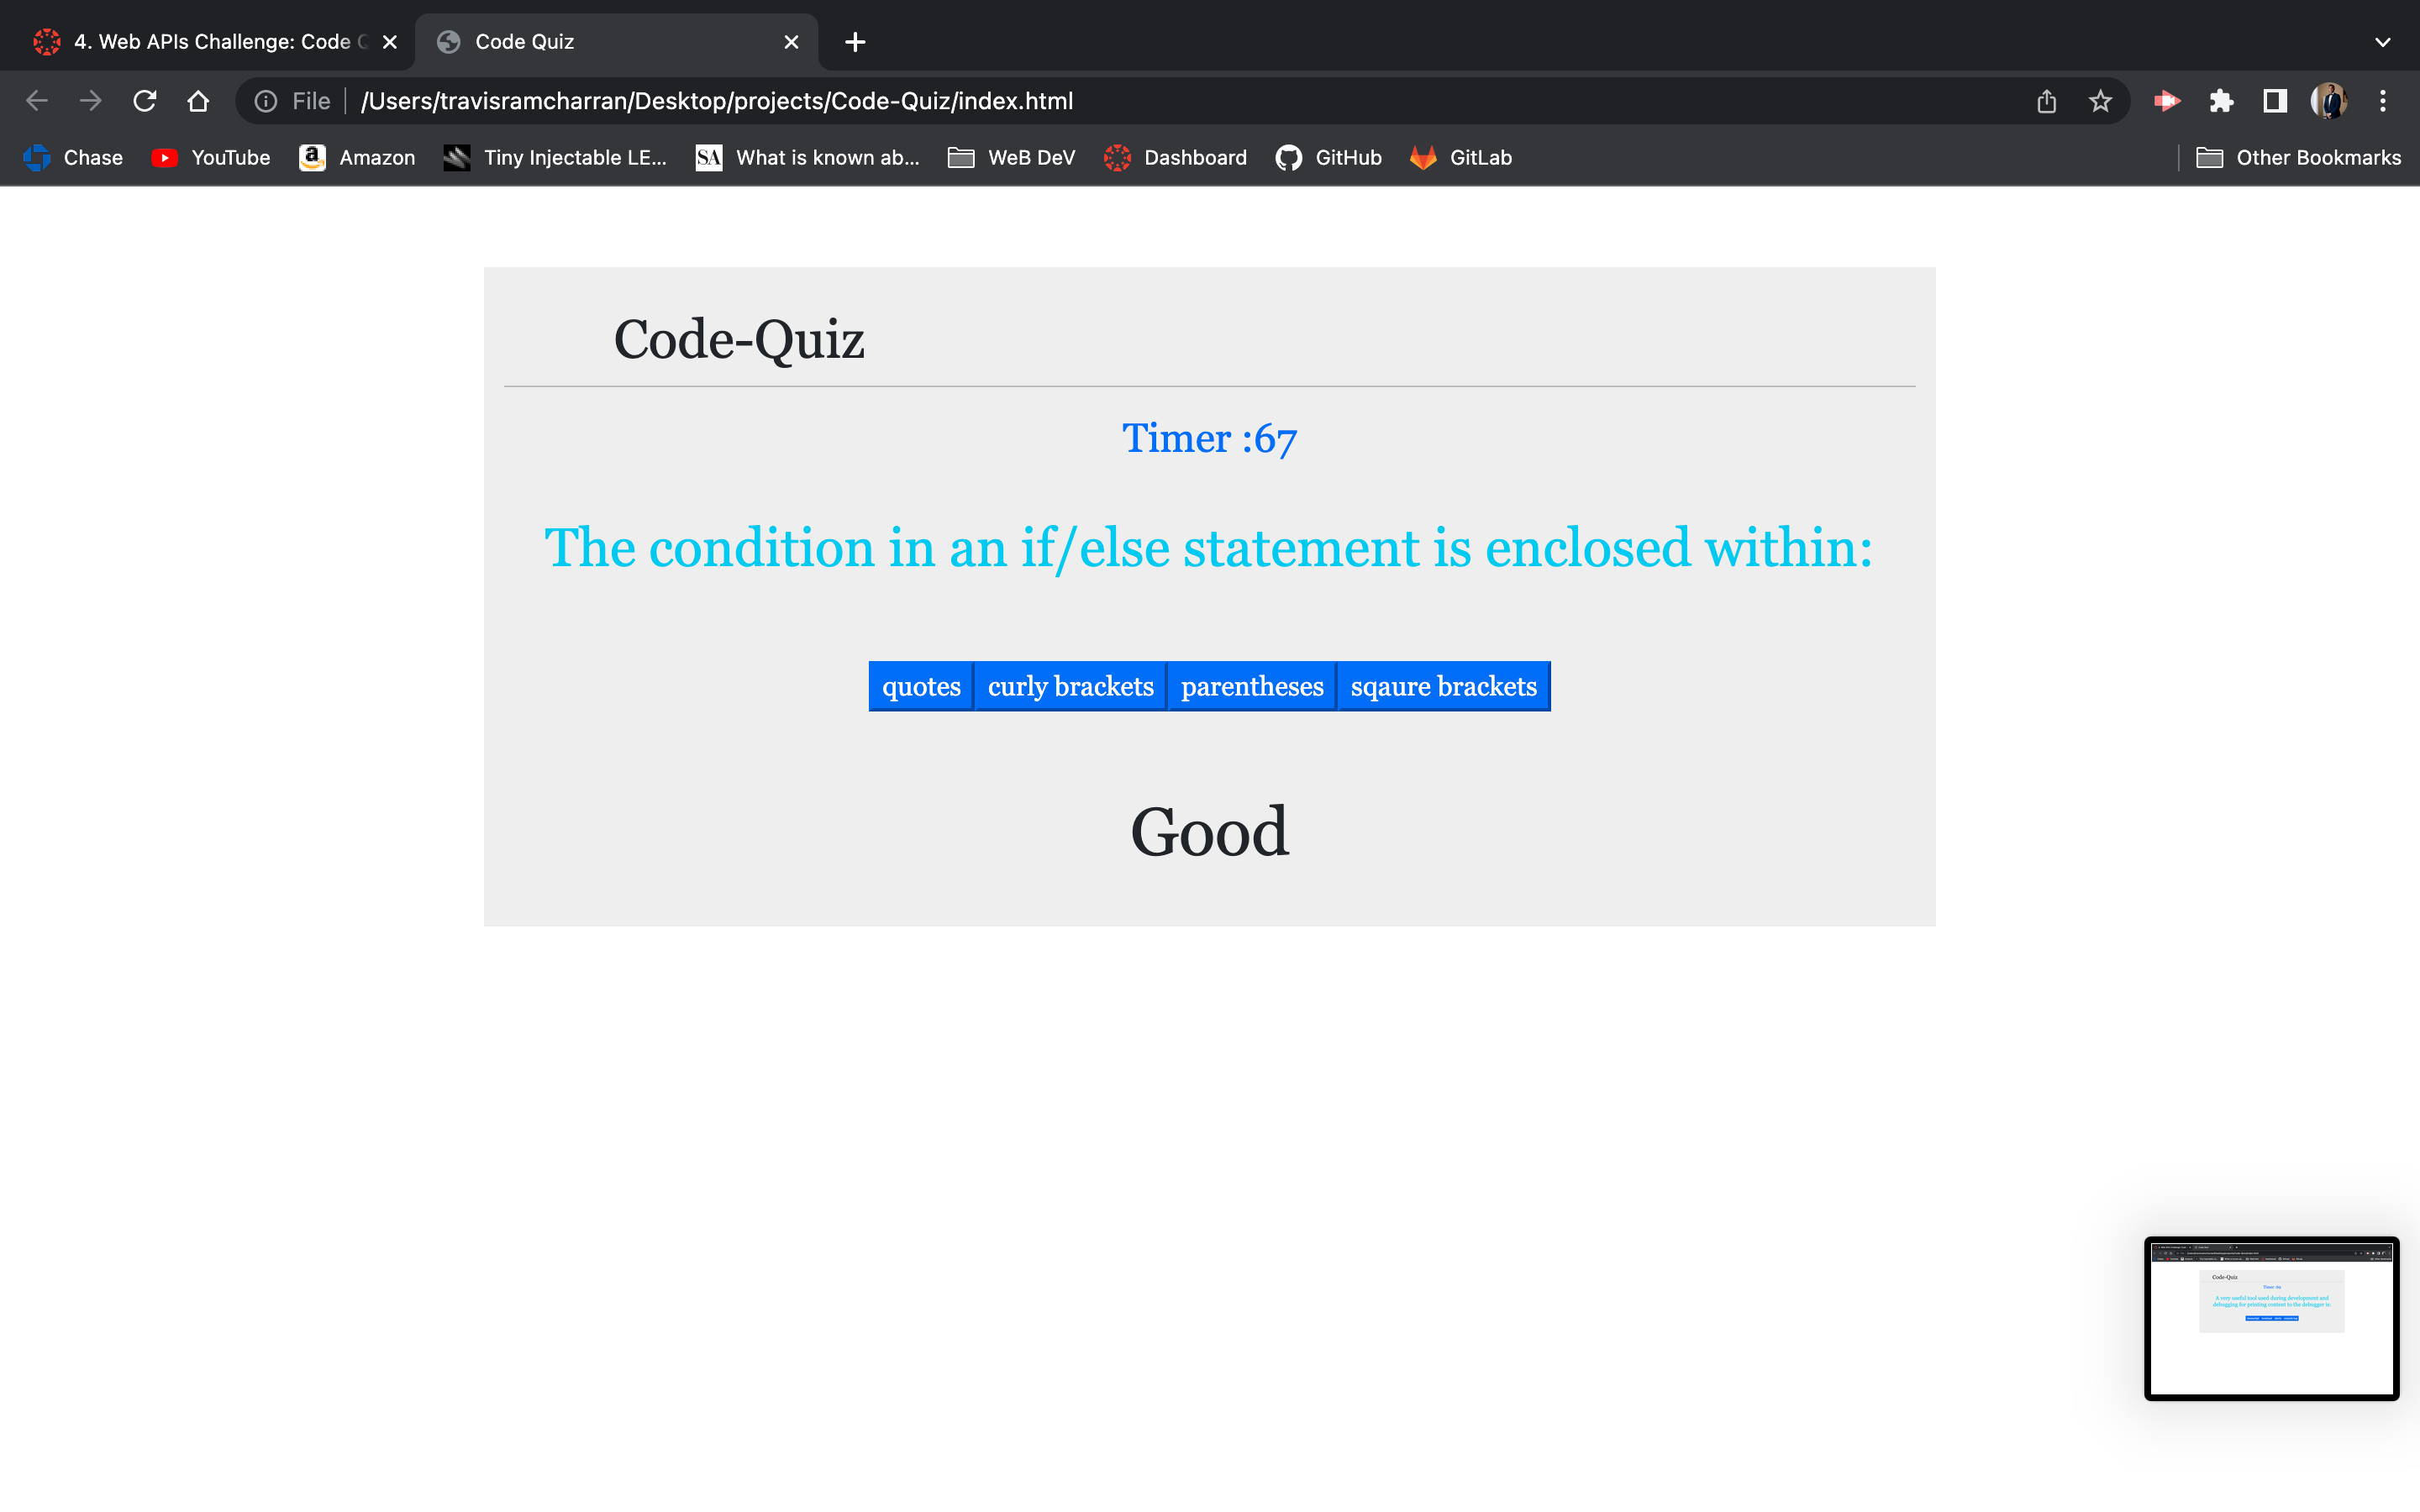 4. Web APIs Challenge: Code
Code Quiz
File /Users/travisramcharran/Desktop/projects/Code-Quiz/index.html
Chase YouTube Amazon Tiny Injectable LE... SA What is known ab... WeB DeV Dashboard GitHub GitLab Other Bookmarks
Code-Quiz
Timer :67
The condition in an if/else statement is enclosed within:
quotes curly brackets parentheses sqaure brackets
Good
Code-Quiz
A very useful tool used during development and
debugging for printing content to the debugger is: